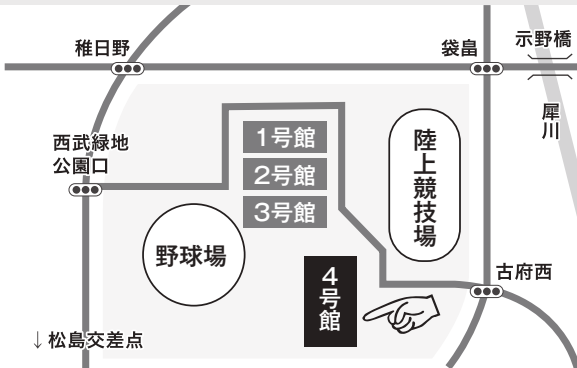 稚日野
袋畠
示野橋
犀川
西武緑地
公園口
1号館
2号館
3号館
陸上競技場
野球場
4号館
古府西
↓松島交差点